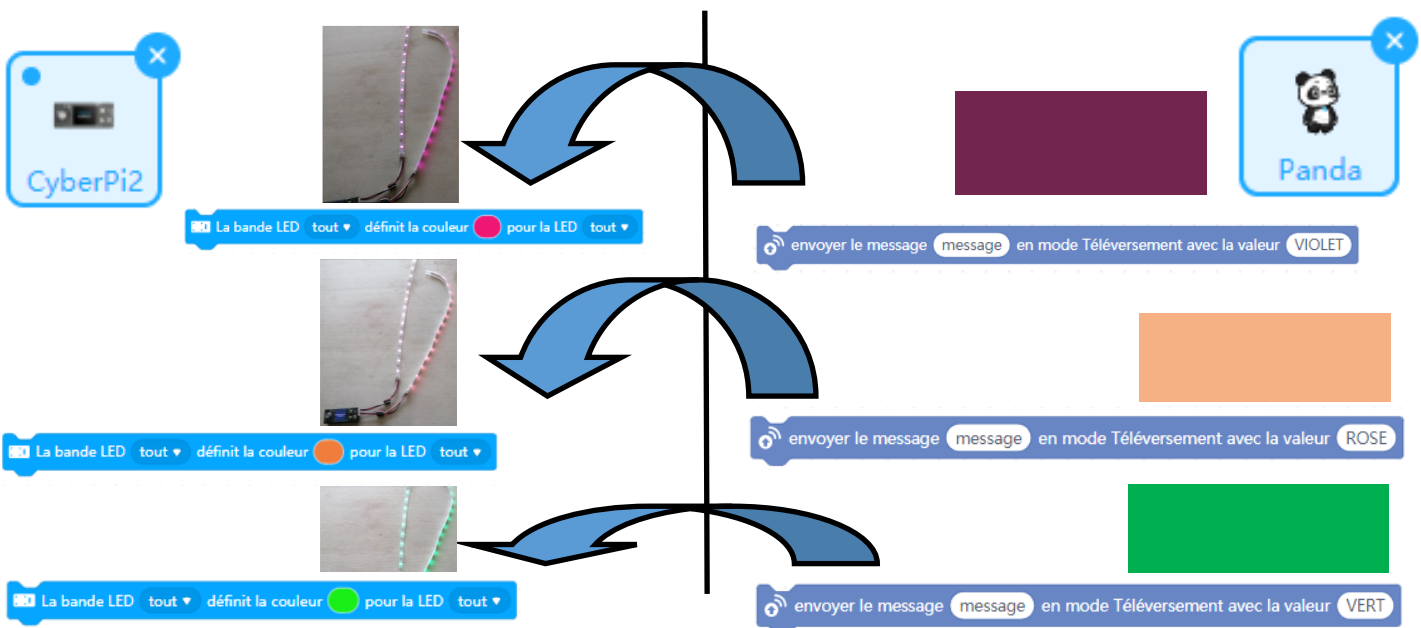 CyberPi2
Panda
La bande LED tout ▾ définit la couleur pour la LED tout ▾
envoyer le message message en mode Téléversement avec la valeur VIOLET
La bande LED tout ▾ définit la couleur pour la LED tout ▾
envoyer le message message en mode Téléversement avec la valeur ROSE
La bande LED tout ▾ définit la couleur pour la LED tout ▾
envoyer le message message en mode Téléversement avec la valeur VERT